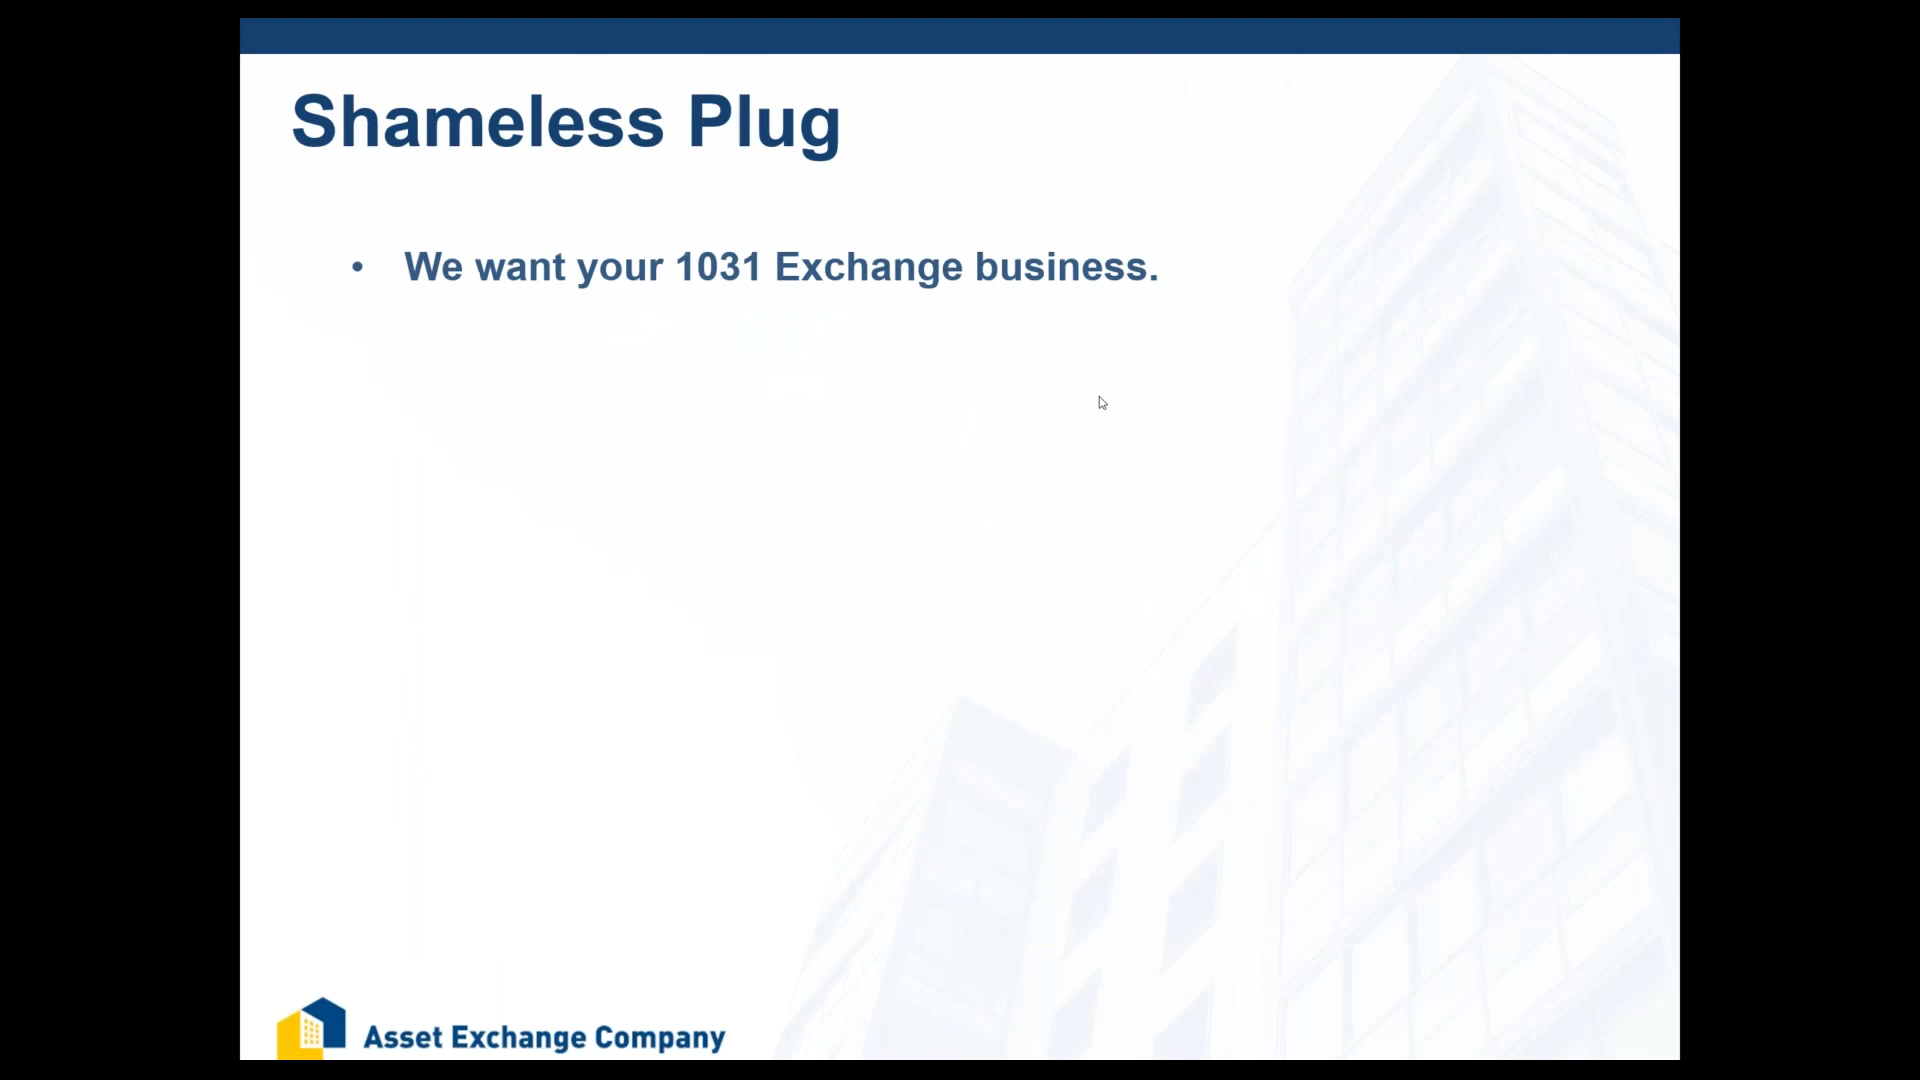 Shameless Plug
• We want your 1031 Exchange business.
Asset Exchange Company